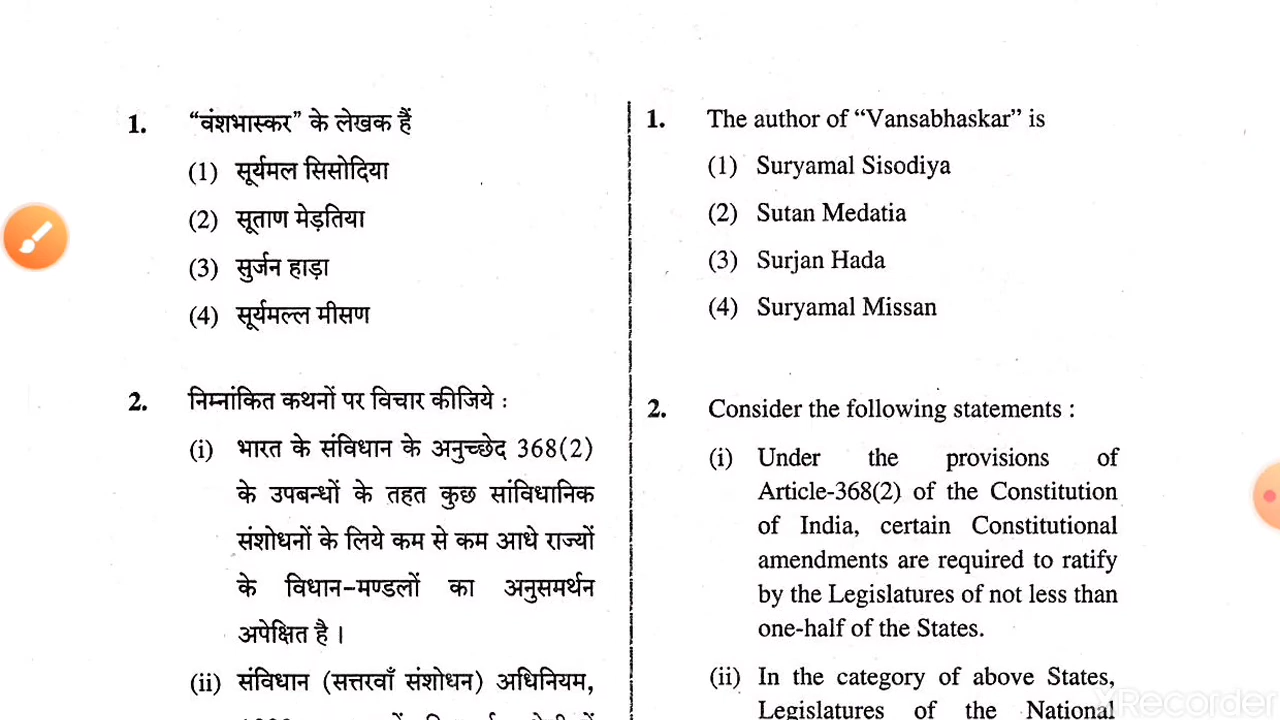 1. "वंशभास्कर" के लेखक हैं
(1) सूर्यमल सिसोदिया
(2) सूताण मेड़तिया
(3) सुर्जन हाड़ा
(4) सूर्यमल्ल मीसण
2. निम्नांकित कथनों पर विचार कीजिये :
(i) भारत के संविधान के अनुच्छेद 368(2)
के उपबन्धों के तहत कुछ सांविधानिक
संशोधनों के लिये कम से कम आधे राज्यों
के विधान-मण्डलों का अनुसमर्थन
अपेक्षित है ।
(ii) संविधान (सत्तरवाँ संशोधन) अधिनियम,
1. The author of "Vansabhaskar" is
(1) Suryamal Sisodiya
(2) Sutan Medatia
(3) Surjan Hada
(4) Suryamal Missan
2. Consider the following statements :
(i) Under the provisions of
Article-368(2) of the Constitution
of India, certain Constitutional
amendments are required to ratify
by the Legislatures of not less than
one-half of the States.
(ii) In the category of above States,
Legislatures of the National
XRecorder